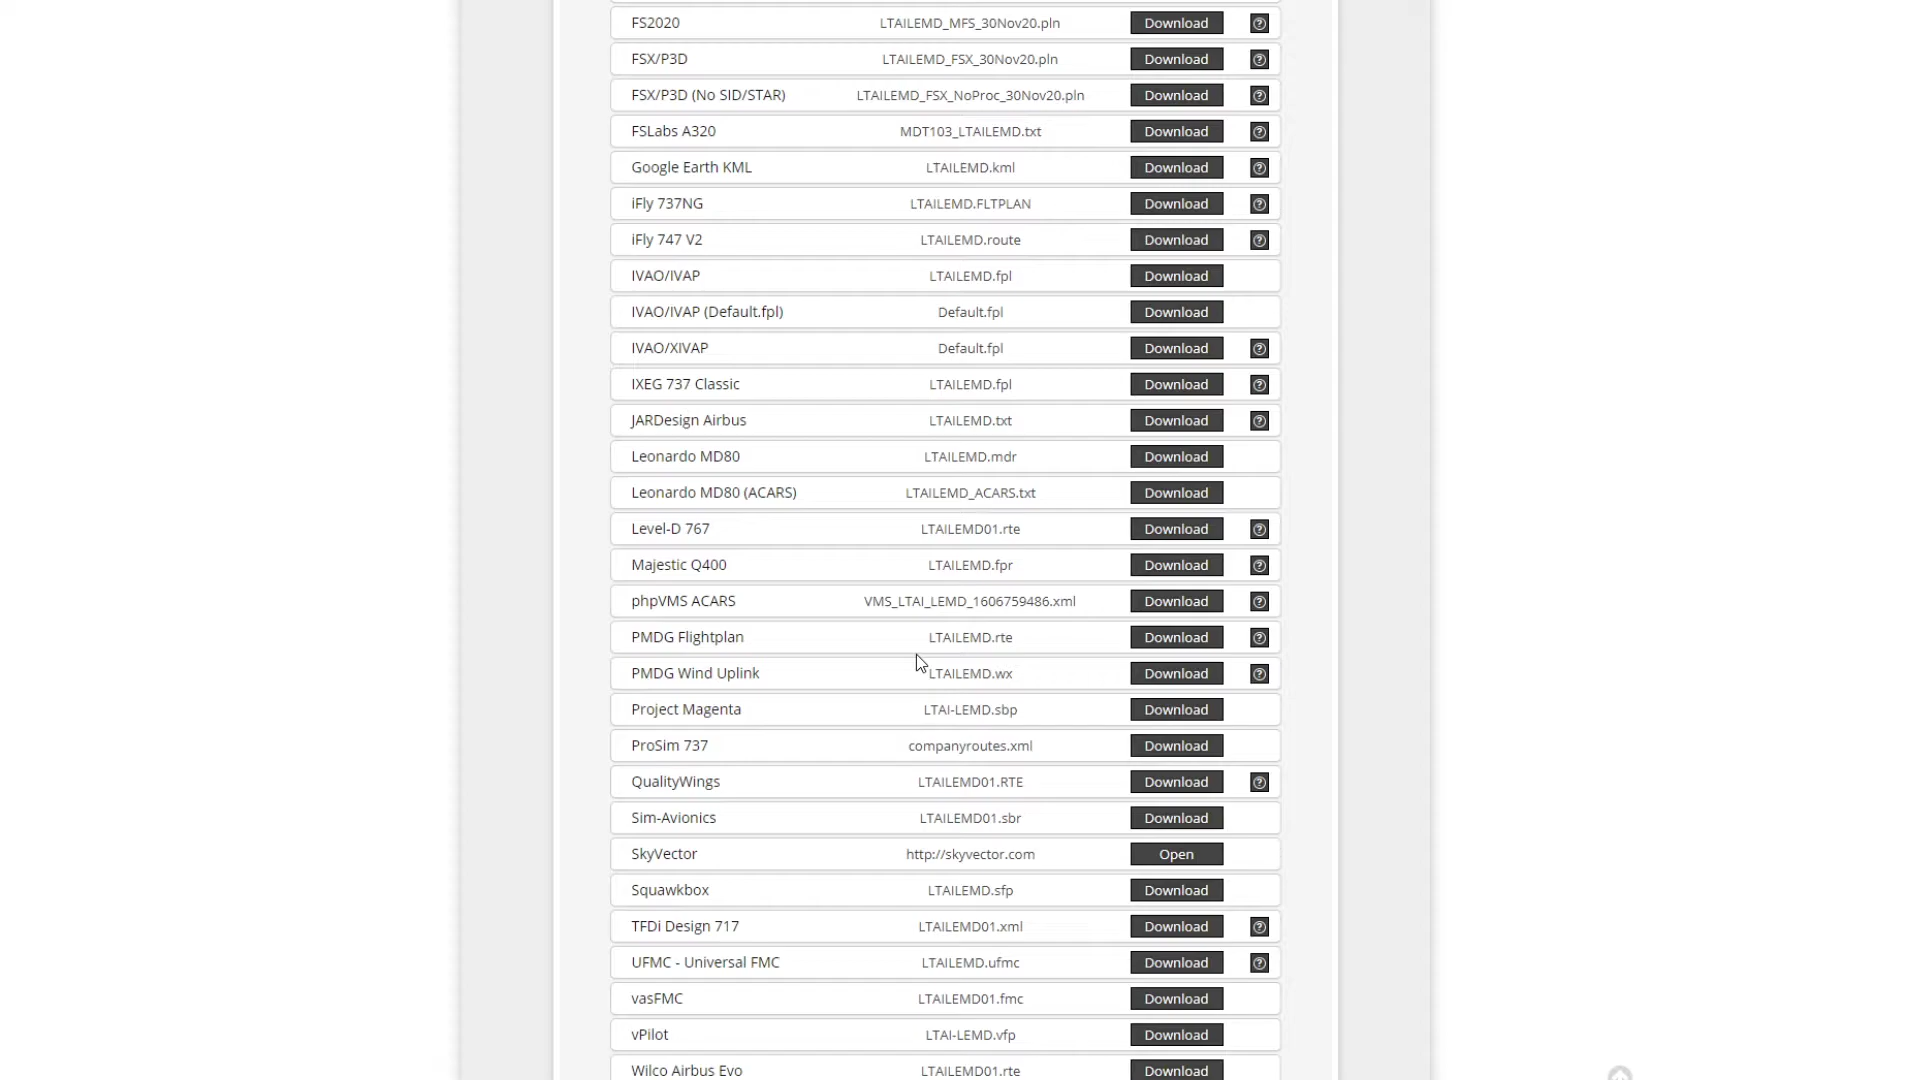 FS2020 LTAILEMD_MFS_30Nov20.pln Download
FSX/P3D LTAILEMD_FSX_30Nov20.pln Download
FSX/P3D (No SID/STAR) LTAILEMD_FSX_NoProc_30Nov20.pln Download
FSLabs A320 MDT103_LTAILEMD.txt Download
Google Earth KML LTAILEMD.kml Download
iFly 737NG LTAILEMD.FLTPLAN Download
iFly 747 V2 LTAILEMD.route Download
IVAO/IVAP LTAILEMD.fpl Download
IVAO/IVAP (Default.fpl) Default.fpl Download
IVAO/XIVAP Default.fpl Download
IXEG 737 Classic LTAILEMD.fpl Download
JARDesign Airbus LTAILEMD.txt Download
Leonardo MD80 LTAILEMD.mdr Download
Leonardo MD80 (ACARS) LTAILEMD_ACARS.txt Download
Level-D 767 LTAILEMD01.rte Download
Majestic Q400 LTAILEMD.fpr Download
phpVMS ACARS VMS_LTAI_LEMD_1606759486.xml Download
PMDG Flightplan LTAILEMD.rte Download
PMDG Wind Uplink LTAILEMD.wx Download
Project Magenta LTAI-LEMD.sbp Download
ProSim 737 companyroutes.xml Download
QualityWings LTAILEMD01.RTE Download
Sim-Avionics LTAILEMD01.sbr Download
SkyVector http://skyvector.com Open
Squawkbox LTAILEMD.sfp Download
TFDi Design 717 LTAILEMD01.xml Download
UFMC - Universal FMC LTAILEMD.ufmc Download
vasFMC LTAILEMD01.fmc Download
vPilot LTAI-LEMD.vfp Download
Wilco Airbus Evo LTAILEMD01.rte Download